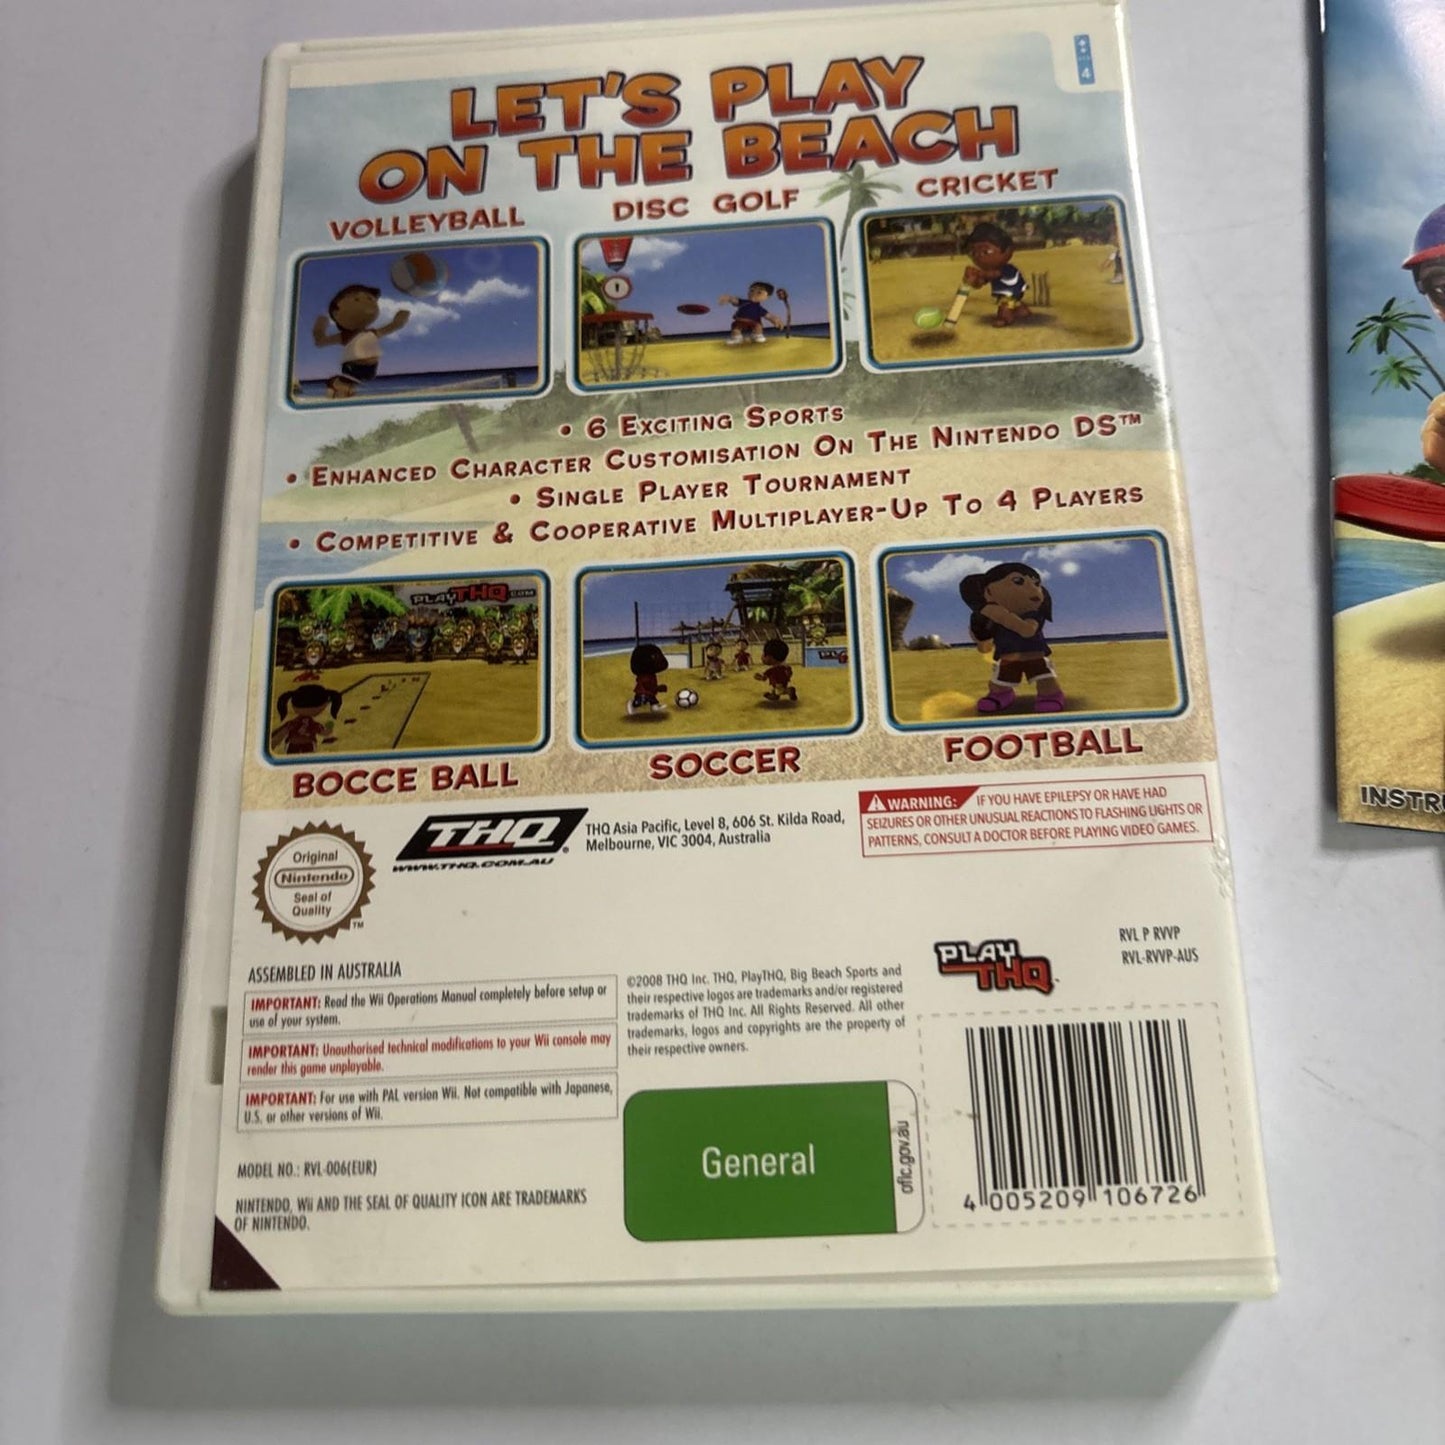 4
LET'S PLAY
ON THE BEACH
VOLLEYBALL
DISC GOLF
CRICKET
• 6 EXCITING SPORTS
• ENHANCED CHARACTER CUSTOMISATION ON THE NINTENDO DS™
• SINGLE PLAYER TOURNAMENT
• COMPETITIVE & COOPERATIVE MULTIPLAYER-UP TO 4 PLAYERS
PLAYTHQ.COM
BOCCE BALL
SOCCER
FOOTBALL
THQ®
WWW.THQ.COM.AU
THQ Asia Pacific, Level 8, 606 St. Kilda Road,
Melbourne, VIC 3004, Australia
WARNING: IF YOU HAVE EPILEPSY OR HAVE HAD
SEIZURES OR OTHER UNUSUAL REACTIONS TO FLASHING LIGHTS OR
PATTERNS, CONSULT A DOCTOR BEFORE PLAYING VIDEO GAMES.
Original
Nintendo
Seal of
Quality
TM
ASSEMBLED IN AUSTRALIA
IMPORTANT: Read the Wii Operations Manual completely before setup or
use of your system.
IMPORTANT: Unauthorised technical modifications to your Wii console may
render this game unplayable.
IMPORTANT: For use with PAL version Wii. Not compatible with Japanese,
U.S. or other versions of Wii.
MODEL NO.: RVL-006(EUR)
NINTENDO, Wii AND THE SEAL OF QUALITY ICON ARE TRADEMARKS
OF NINTENDO.
©2008 THQ Inc. THQ, PlayTHQ, Big Beach Sports and
their respective logos are trademarks and/or registered
trademarks of THQ Inc. All Rights Reserved. All other
trademarks, logos and copyrights are the property of
their respective owners.
General
oflc.gov.au
PLAY
THQ™
RVL P RVVP
RVL-RVVP-AUS
4 005209 106726
INSTRU